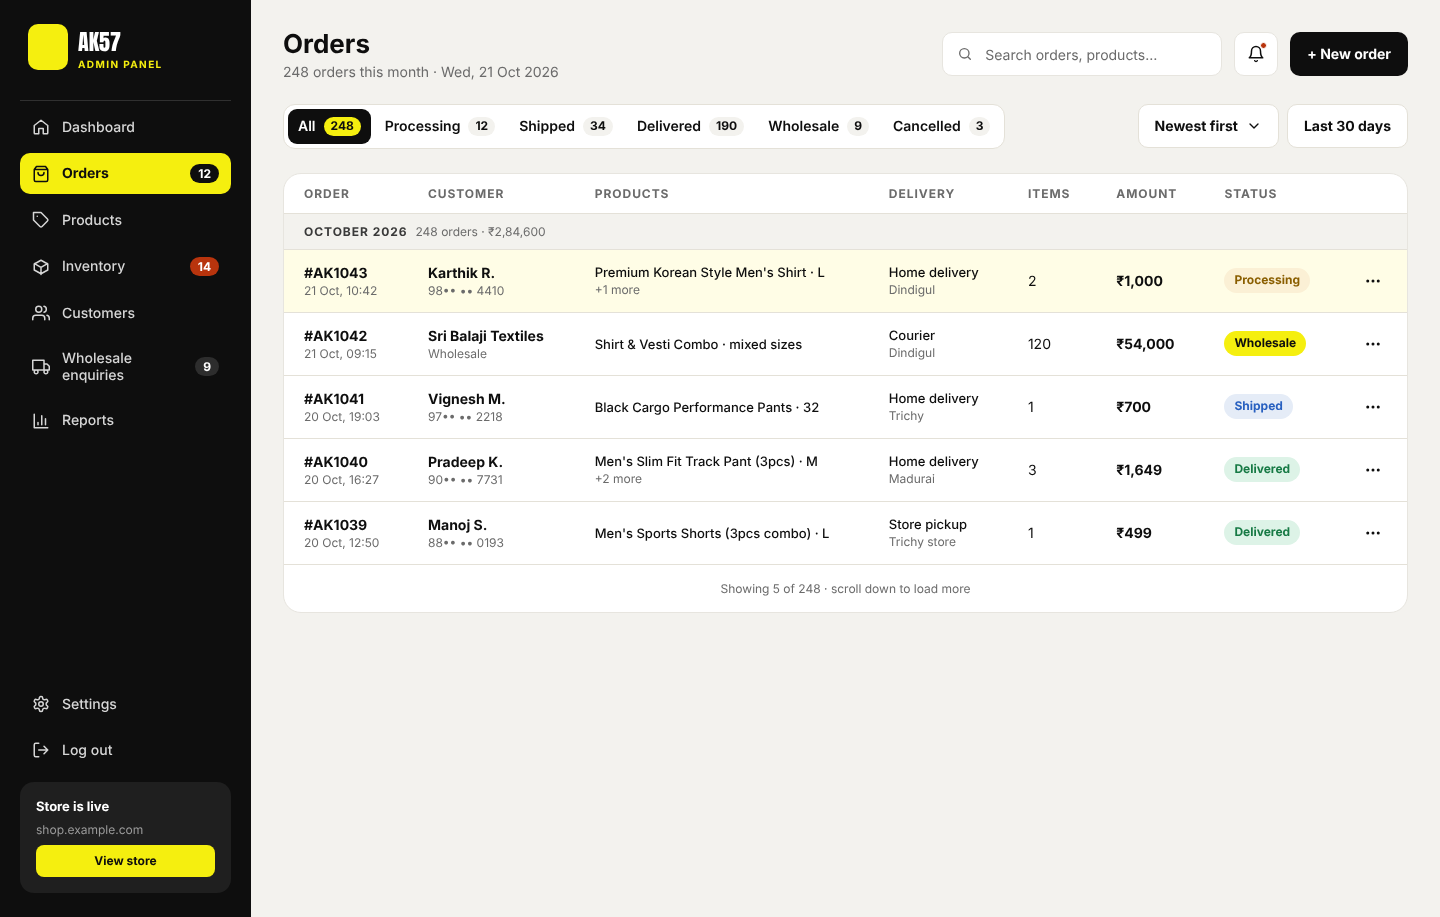 AK57
ADMIN PANEL
Dashboard
Orders 12
Products
Inventory 14
Customers
Wholesale
enquiries 9
Reports
Settings
Log out
Store is live
shop.example.com
View store
Orders
248 orders this month · Wed, 21 Oct 2026
Search orders, products...
+ New order
All 248 Processing 12 Shipped 34 Delivered 190 Wholesale 9 Cancelled 3
Newest first
Last 30 days
ORDER CUSTOMER PRODUCTS DELIVERY ITEMS AMOUNT STATUS
OCTOBER 2026 248 orders · ₹2,84,600
#AK1043 Karthik R. Premium Korean Style Men's Shirt · L Home delivery 2 ₹1,000 Processing
21 Oct, 10:42 98•• •• 4410 +1 more Dindigul
#AK1042 Sri Balaji Textiles Shirt & Vesti Combo · mixed sizes Courier 120 ₹54,000 Wholesale
21 Oct, 09:15 Wholesale Dindigul
#AK1041 Vignesh M. Black Cargo Performance Pants · 32 Home delivery 1 ₹700 Shipped
20 Oct, 19:03 97•• •• 2218 Trichy
#AK1040 Pradeep K. Men's Slim Fit Track Pant (3pcs) · M Home delivery 3 ₹1,649 Delivered
20 Oct, 16:27 90•• •• 7731 +2 more Madurai
#AK1039 Manoj S. Men's Sports Shorts (3pcs combo) · L Store pickup 1 ₹499 Delivered
20 Oct, 12:50 88•• •• 0193 Trichy store
Showing 5 of 248 · scroll down to load more